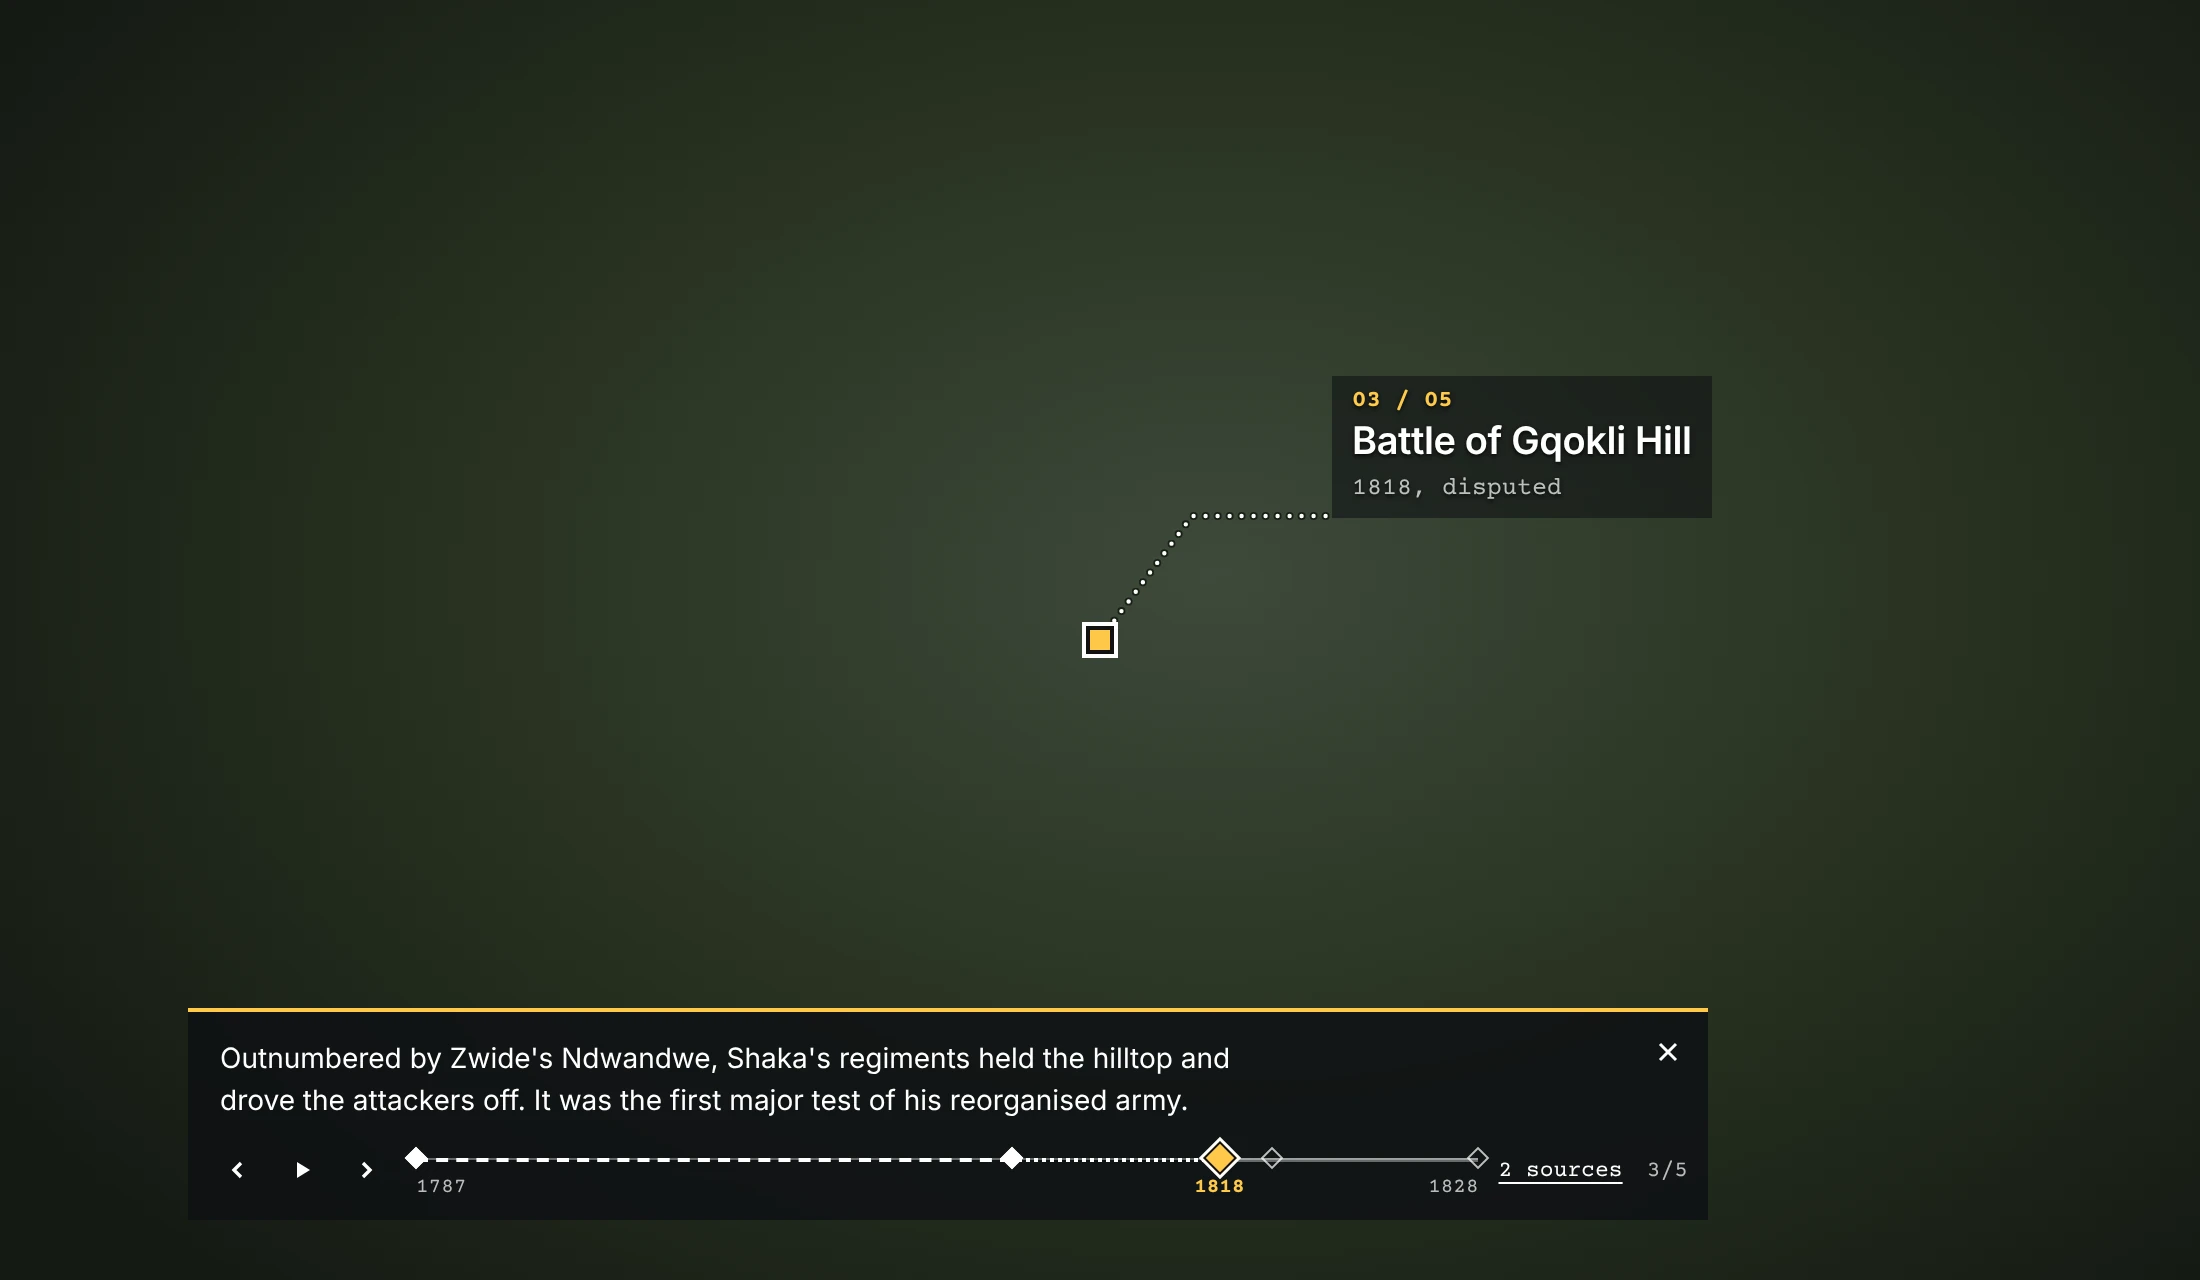 03 / 05
Battle of Gqokli Hill
1818, disputed
Outnumbered by Zwide's Ndwandwe, Shaka's regiments held the hilltop and
drove the attackers off. It was the first major test of his reorganised army.
1787
1818
1828
2 sources
3/5